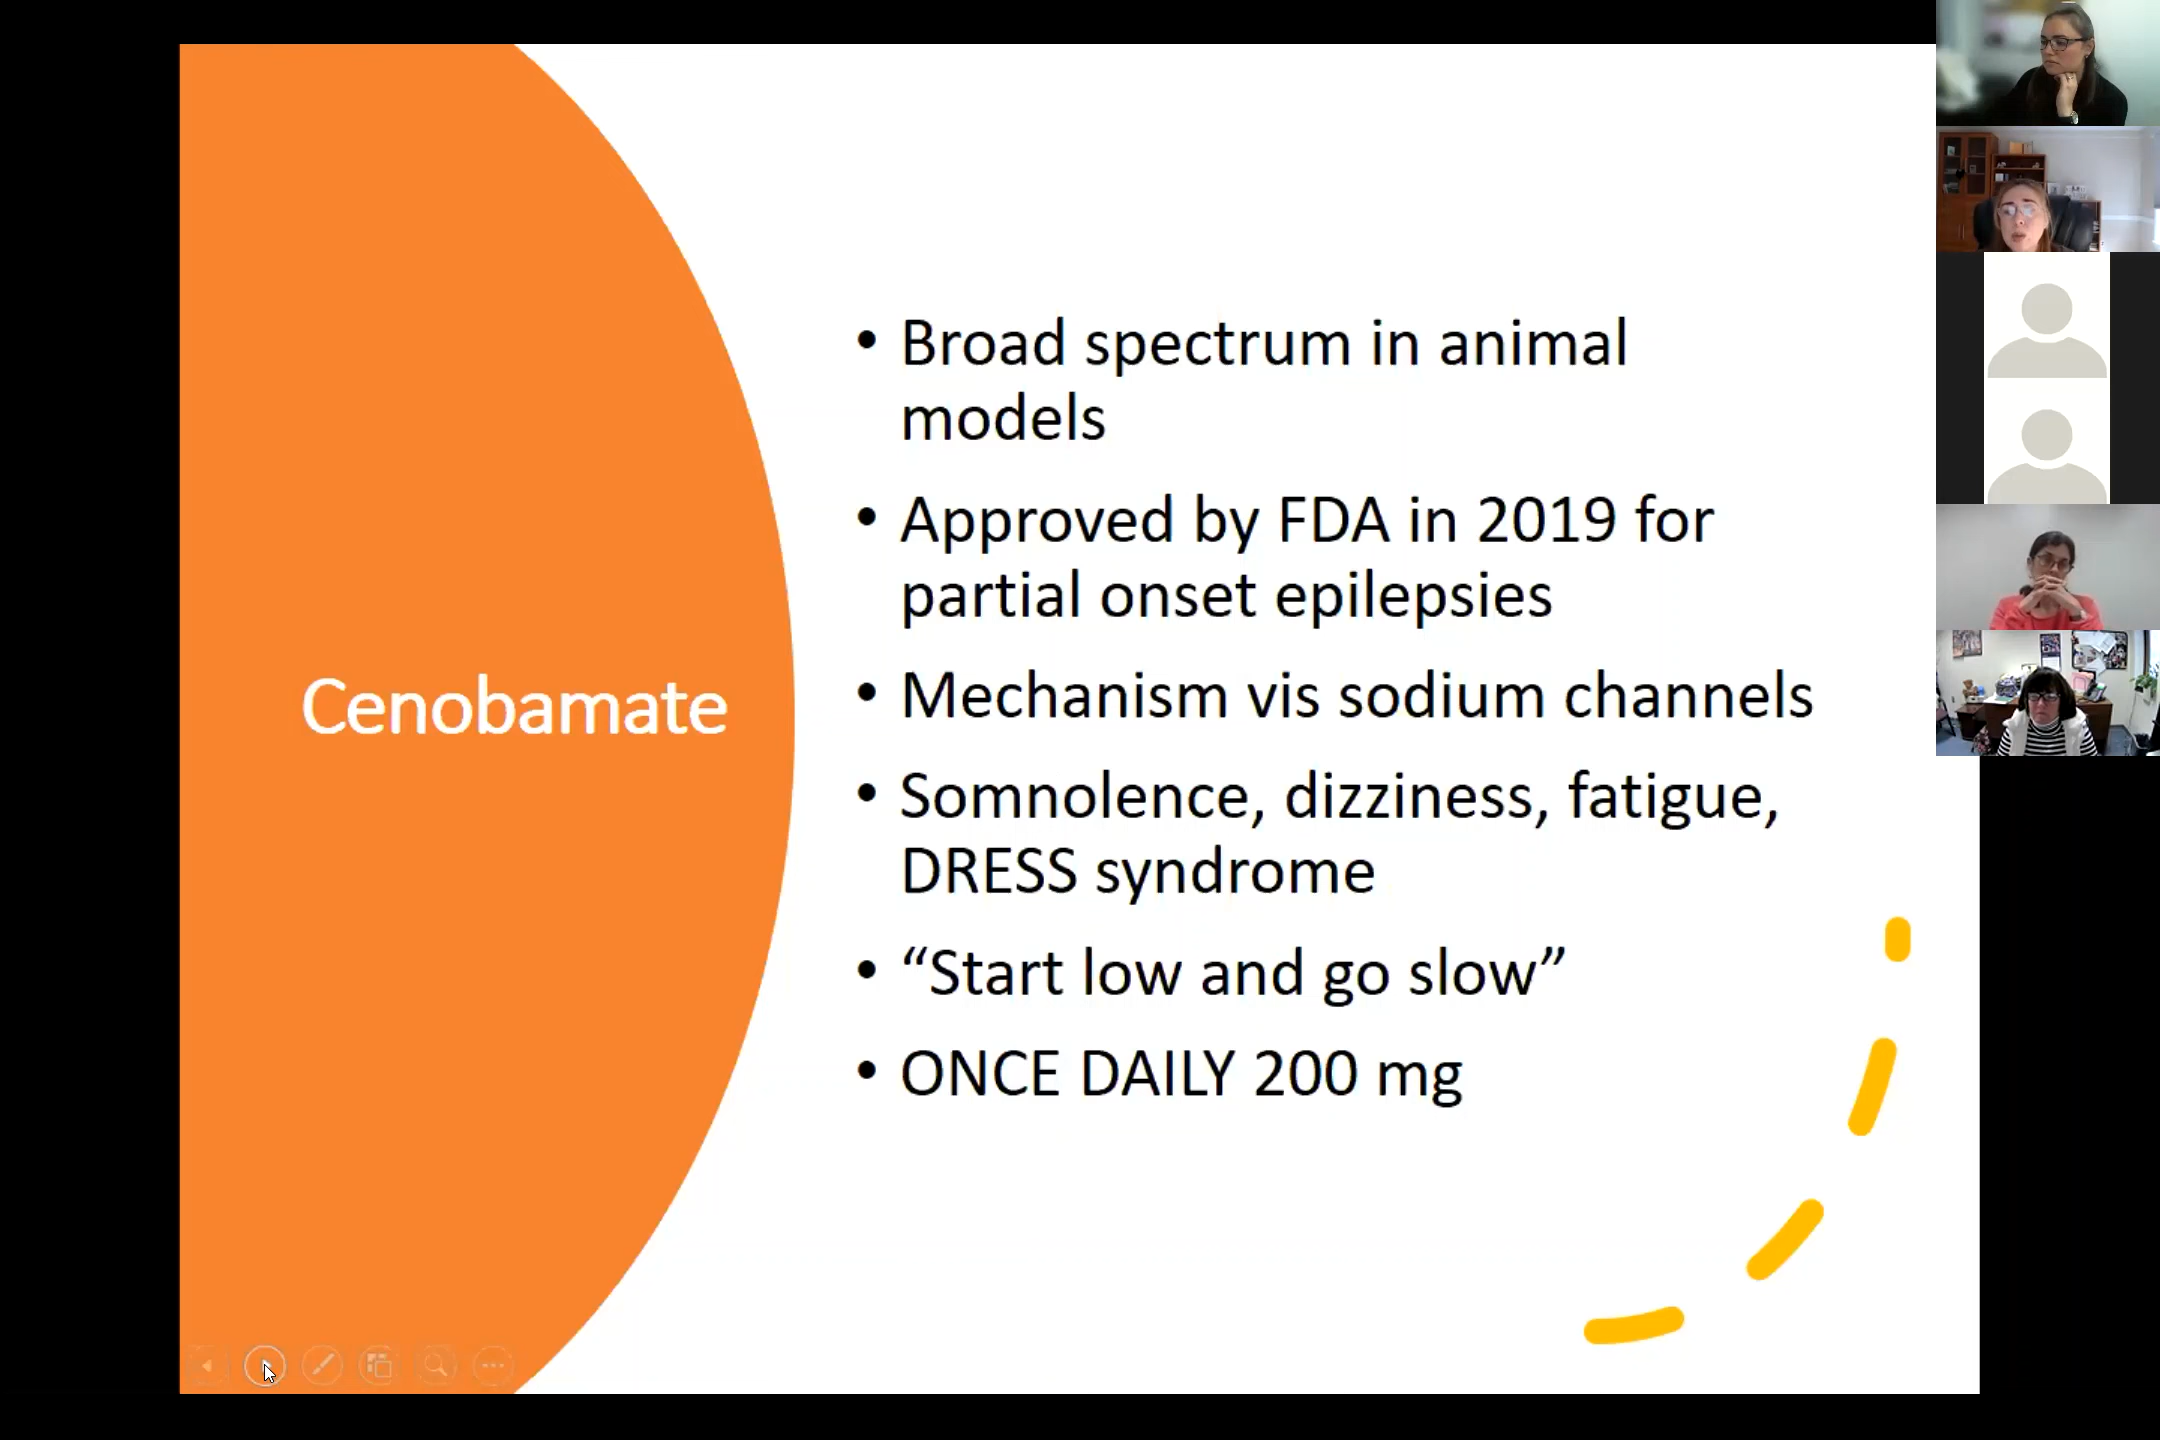 Cenobamate
• Broad spectrum in animal
models
• Approved by FDA in 2019 for
partial onset epilepsies
• Mechanism vis sodium channels
• Somnolence, dizziness, fatigue,
DRESS syndrome
• “Start low and go slow”
• ONCE DAILY 200 mg